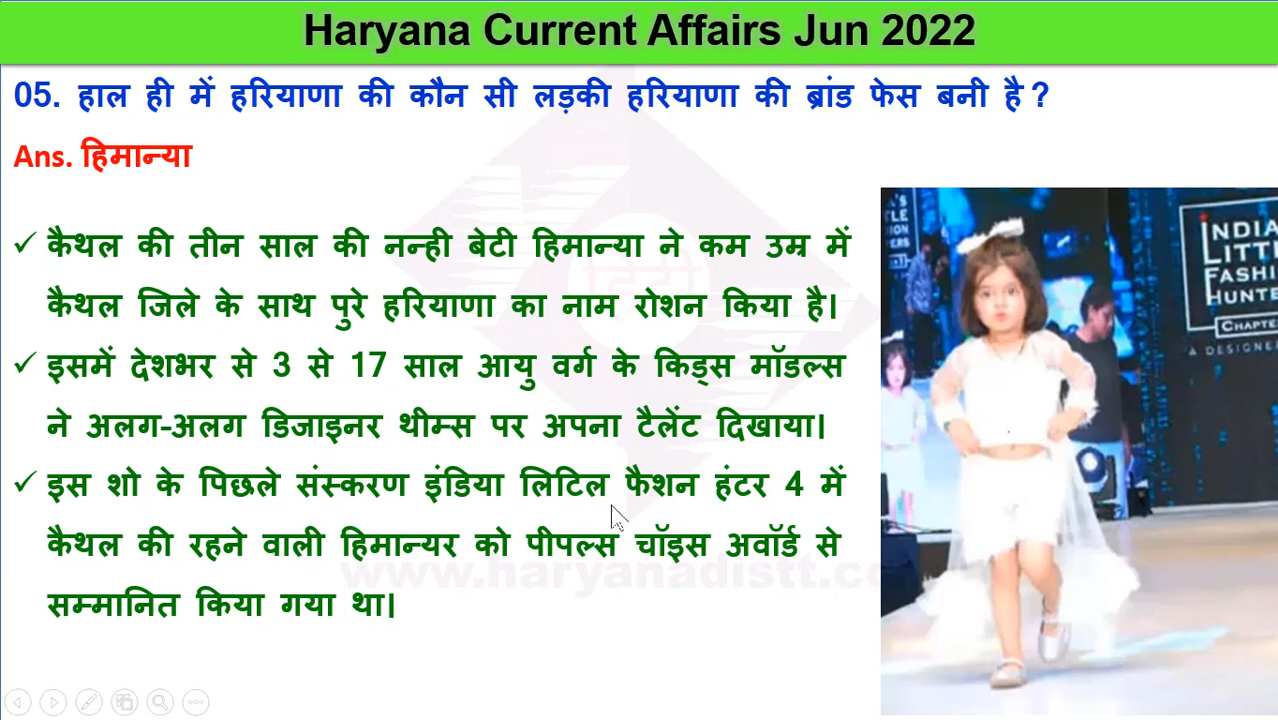 Haryana Current Affairs Jun 2022
05. हाल ही में हरियाणा की कौन सी लड़की हरियाणा की ब्रांड फेस बनी है?
Ans. हिमान्या
✓ कैथल की तीन साल की नन्ही बेटी हिमान्या ने कम उम्र में
कैथल जिले के साथ पुरे हरियाणा का नाम रोशन किया है।
✓ इसमें देशभर से 3 से 17 साल आयु वर्ग के किड्स मॉडल्स
ने अलग-अलग डिजाइनर थीम्स पर अपना टैलेंट दिखाया।
✓ इस शो के पिछले संस्करण इंडिया लिटिल फैशन हंटर 4 में
कैथल की रहने वाली हिमान्यर को पीपल्स चॉइस अवॉर्ड से
सम्मानित किया गया था।
www.haryanadistt.c
INDIA
LITTL
FASHI
HUNTE
CHAPTE
A DESIGNE